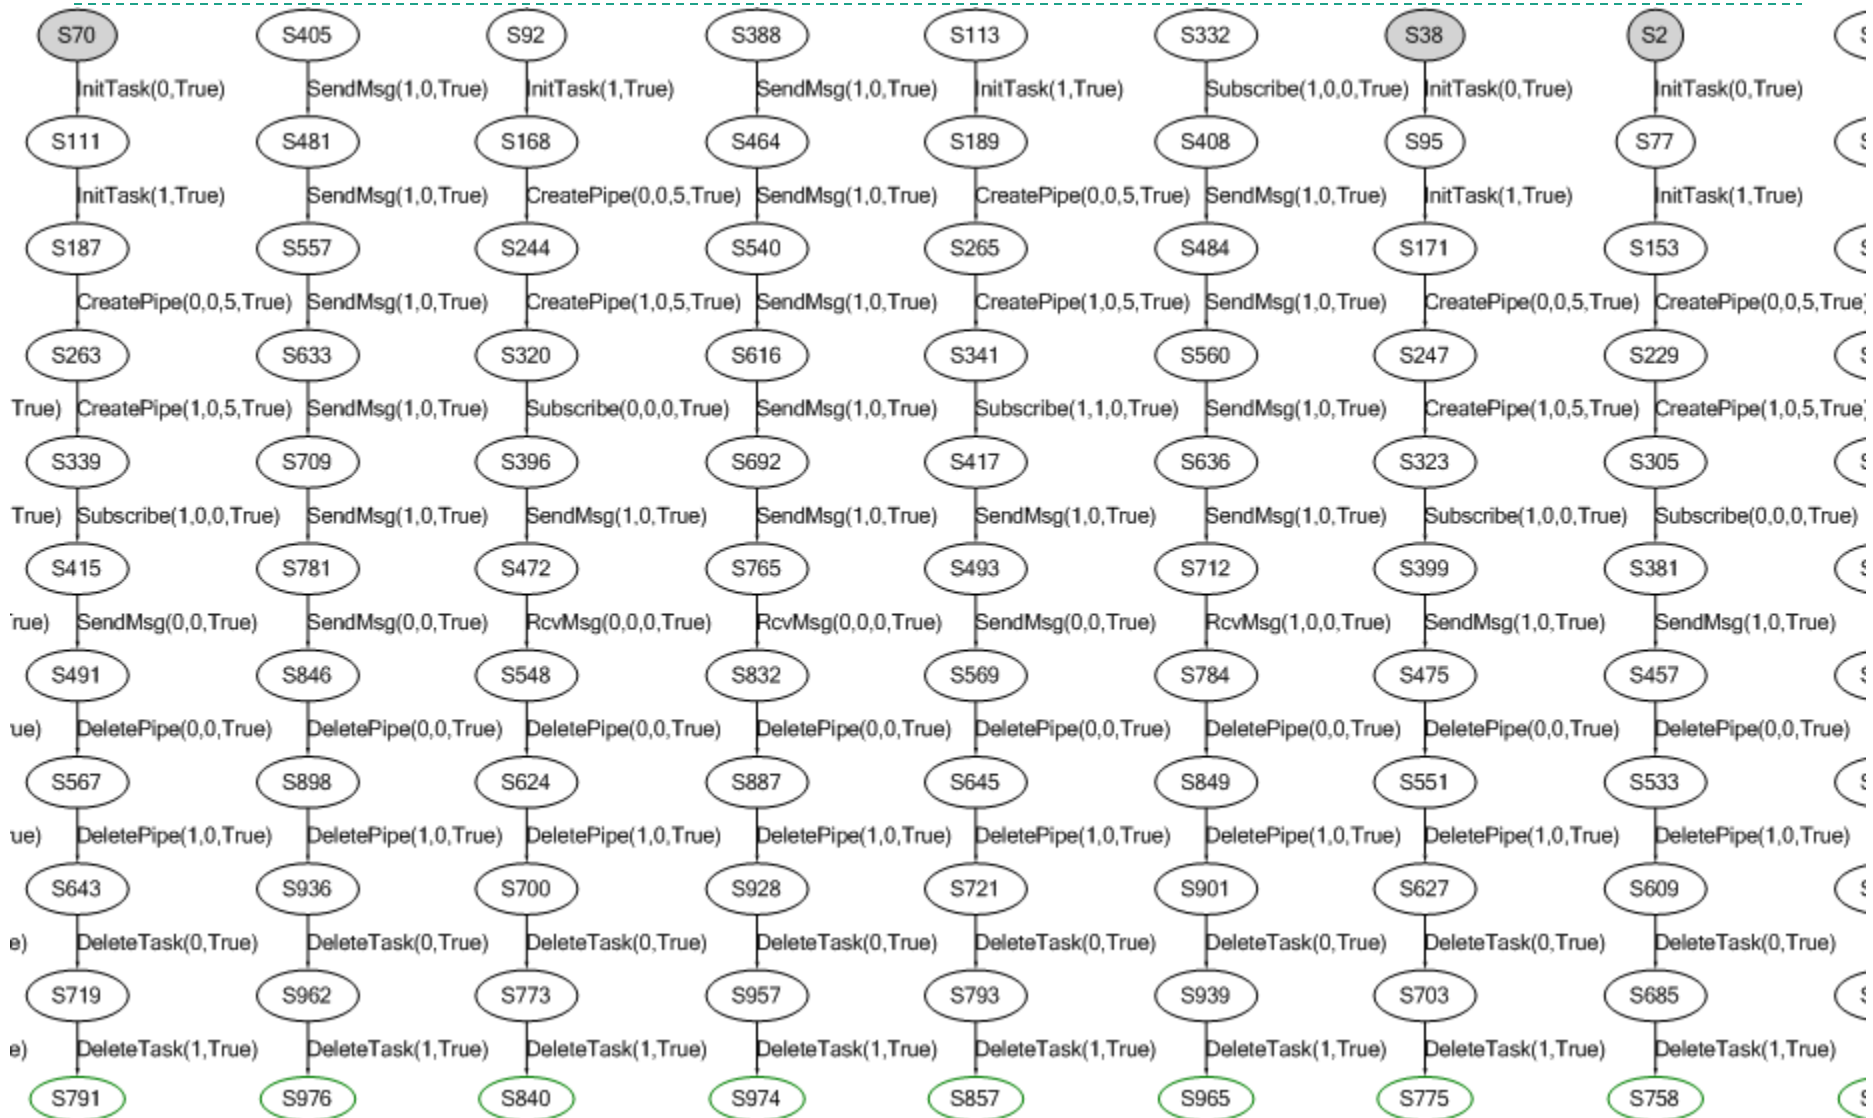 S70 S405 S92 S388 S113 S332 S38 S2
InitTask(0,True) SendMsg(1,0,True) InitTask(1,True) SendMsg(1,0,True) InitTask(1,True) Subscribe(1,0,0,True) InitTask(0,True) InitTask(0,True)
S111 S481 S168 S464 S189 S408 S95 S77
InitTask(1,True) SendMsg(1,0,True) CreatePipe(0,0,5,True) SendMsg(1,0,True) CreatePipe(0,0,5,True) SendMsg(1,0,True) InitTask(1,True) InitTask(1,True)
S187 S557 S244 S540 S265 S484 S171 S153
CreatePipe(0,0,5,True) SendMsg(1,0,True) CreatePipe(1,0,5,True) SendMsg(1,0,True) CreatePipe(1,0,5,True) SendMsg(1,0,True) CreatePipe(0,0,5,True) CreatePipe(0,0,5,True)
S263 S633 S320 S616 S341 S560 S247 S229
True) CreatePipe(1,0,5,True) SendMsg(1,0,True) Subscribe(0,0,0,True) SendMsg(1,0,True) Subscribe(1,1,0,True) SendMsg(1,0,True) CreatePipe(1,0,5,True) CreatePipe(1,0,5,True)
S339 S709 S396 S692 S417 S636 S323 S305
True) Subscribe(1,0,0,True) SendMsg(1,0,True) SendMsg(1,0,True) SendMsg(1,0,True) SendMsg(1,0,True) SendMsg(1,0,True) Subscribe(1,0,0,True) Subscribe(0,0,0,True)
S415 S781 S472 S765 S493 S712 S399 S381
rue) SendMsg(0,0,True) SendMsg(0,0,True) RcvMsg(0,0,0,True) RcvMsg(0,0,0,True) SendMsg(0,0,True) RcvMsg(1,0,0,True) SendMsg(1,0,True) SendMsg(1,0,True)
S491 S846 S548 S832 S569 S784 S475 S457
ue) DeletePipe(0,0,True) DeletePipe(0,0,True) DeletePipe(0,0,True) DeletePipe(0,0,True) DeletePipe(0,0,True) DeletePipe(0,0,True) DeletePipe(0,0,True) DeletePipe(0,0,True)
S567 S898 S624 S887 S645 S849 S551 S533
ue) DeletePipe(1,0,True) DeletePipe(1,0,True) DeletePipe(1,0,True) DeletePipe(1,0,True) DeletePipe(1,0,True) DeletePipe(1,0,True) DeletePipe(1,0,True) DeletePipe(1,0,True)
S643 S936 S700 S928 S721 S901 S627 S609
e) DeleteTask(0,True) DeleteTask(0,True) DeleteTask(0,True) DeleteTask(0,True) DeleteTask(0,True) DeleteTask(0,True) DeleteTask(0,True) DeleteTask(0,True)
S719 S962 S773 S957 S793 S939 S703 S685
e) DeleteTask(1,True) DeleteTask(1,True) DeleteTask(1,True) DeleteTask(1,True) DeleteTask(1,True) DeleteTask(1,True) DeleteTask(1,True) DeleteTask(1,True)
S791 S976 S840 S974 S857 S965 S775 S758